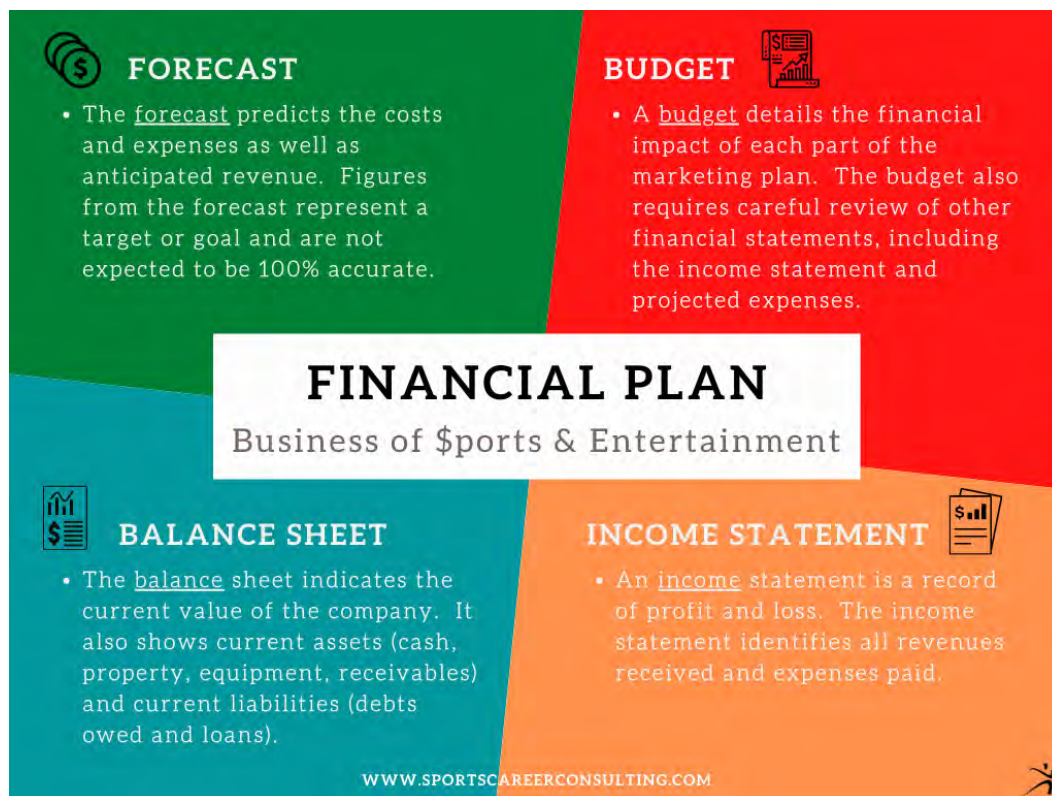 FORECAST
• The forecast predicts the costs
and expenses as well as
anticipated revenue. Figures
from the forecast represent a
target or goal and are not
expected to be 100% accurate.
BUDGET
• A budget details the financial
impact of each part of the
marketing plan. The budget also
requires careful review of other
financial statements, including
the income statement and
projected expenses.
FINANCIAL PLAN
Business of $ports & Entertainment
BALANCE SHEET
• The balance sheet indicates the
current value of the company. It
also shows current assets (cash,
property, equipment, receivables)
and current liabilities (debts
owed and loans).
INCOME STATEMENT
• An income statement is a record
of profit and loss. The income
statement identifies all revenues
received and expenses paid.
WWW.SPORTSCAREERCONSULTING.COM